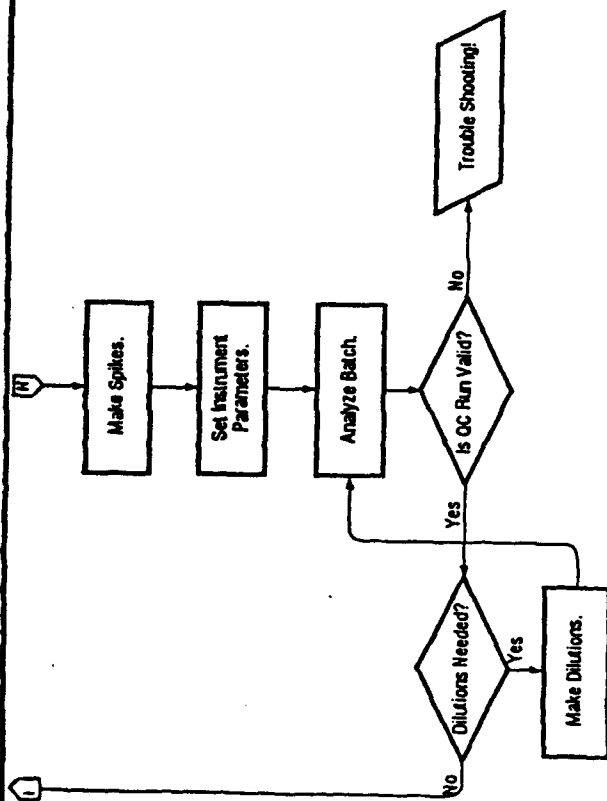 Make Spikes.
Set Instrument
Parameters.
Analyze Batch.
Is QC Run Valid?
No
Trouble Shooting!
Yes
Dilutions Needed?
Yes
Make Dilutions.
No